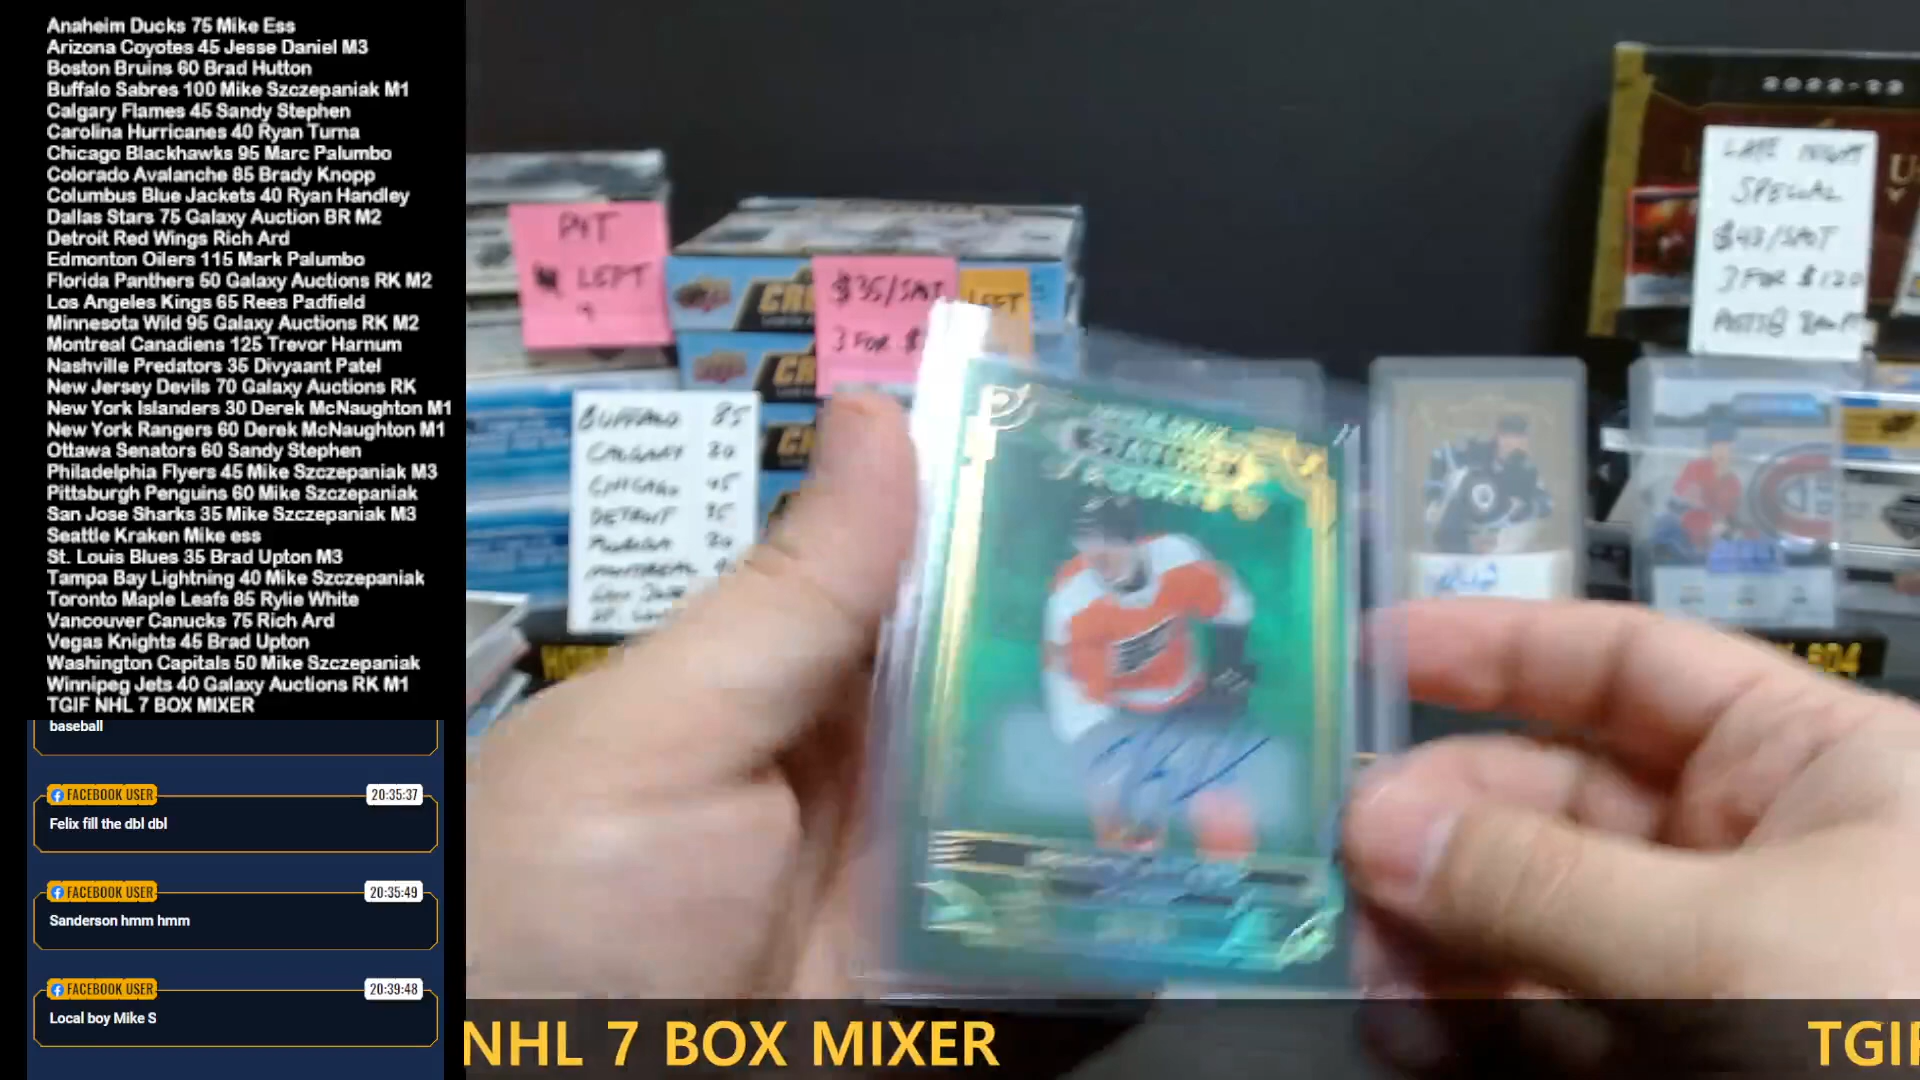 Anaheim Ducks 75 Mike Ess
Arizona Coyotes 45 Jesse Daniel M3
Boston Bruins 60 Brad Hutton
Buffalo Sabres 100 Mike Szczepaniak M1
Calgary Flames 45 Sandy Stephen
Carolina Hurricanes 40 Ryan Turna
Chicago Blackhawks 95 Marc Palumbo
Colorado Avalanche 85 Brady Knopp
Columbus Blue Jackets 40 Ryan Handley
Dallas Stars 75 Galaxy Auction BR M2
Detroit Red Wings Rich Ard
Edmonton Oilers 115 Mark Palumbo
Florida Panthers 50 Galaxy Auctions RK M2
Los Angeles Kings 65 Rees Padfield
Minnesota Wild 95 Galaxy Auctions RK M2
Montreal Canadiens 125 Trevor Harnum
Nashville Predators 35 Divyaant Patel
New Jersey Devils 70 Galaxy Auctions RK
New York Islanders 30 Derek McNaughton M1
New York Rangers 60 Derek McNaughton M1
Ottawa Senators 60 Sandy Stephen
Philadelphia Flyers 45 Mike Szczepaniak M3
Pittsburgh Penguins 60 Mike Szczepaniak
San Jose Sharks 35 Mike Szczepaniak M3
Seattle Kraken Mike ess
St. Louis Blues 35 Brad Upton M3
Tampa Bay Lightning 40 Mike Szczepaniak
Toronto Maple Leafs 85 Rylie White
Vancouver Canucks 75 Rich Ard
Vegas Knights 45 Brad Upton
Washington Capitals 50 Mike Szczepaniak
Winnipeg Jets 40 Galaxy Auctions RK M1
TGIF NHL 7 BOX MIXER
baseball
FACEBOOK USER 20:35:37
Felix fill the dbl dbl
FACEBOOK USER 20:35:49
Sanderson hmm hmm
FACEBOOK USER 20:39:48
Local boy Mike S
LEFT
$35/SPOT
3 FOR $
LEFT
BUFFALO 85
CALGARY
CHICAGO
DETROIT
MONTREAL
2022-23
LATE NIGHT
SPECIAL
3 FOR $120
NHL 7 BOX MIXER
TGIF